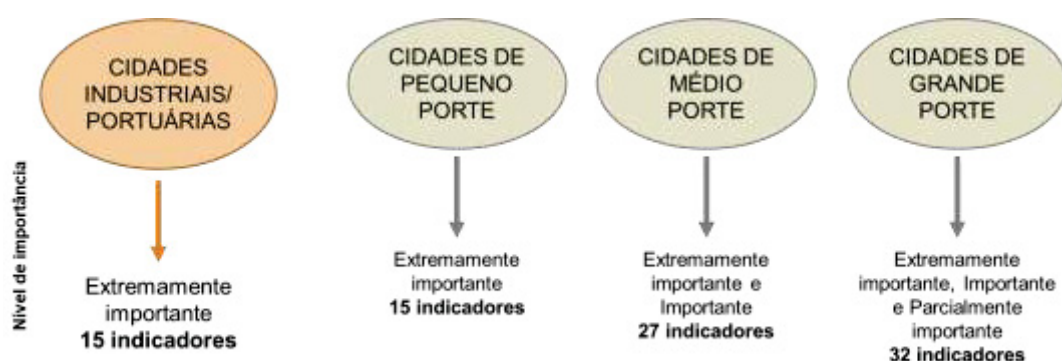 CIDADES
INDUSTRIAIS/
PORTUÁRIAS
CIDADES DE
PEQUENO
PORTE
CIDADES DE
MÉDIO
PORTE
CIDADES DE
GRANDE
PORTE
Nível de importância
Extremamente
importante
15 indicadores
Extremamente
importante
15 indicadores
Extremamente
importante e
Importante
27 indicadores
Extremamente
importante, Importante
e Parcialmente
importante
32 indicadores